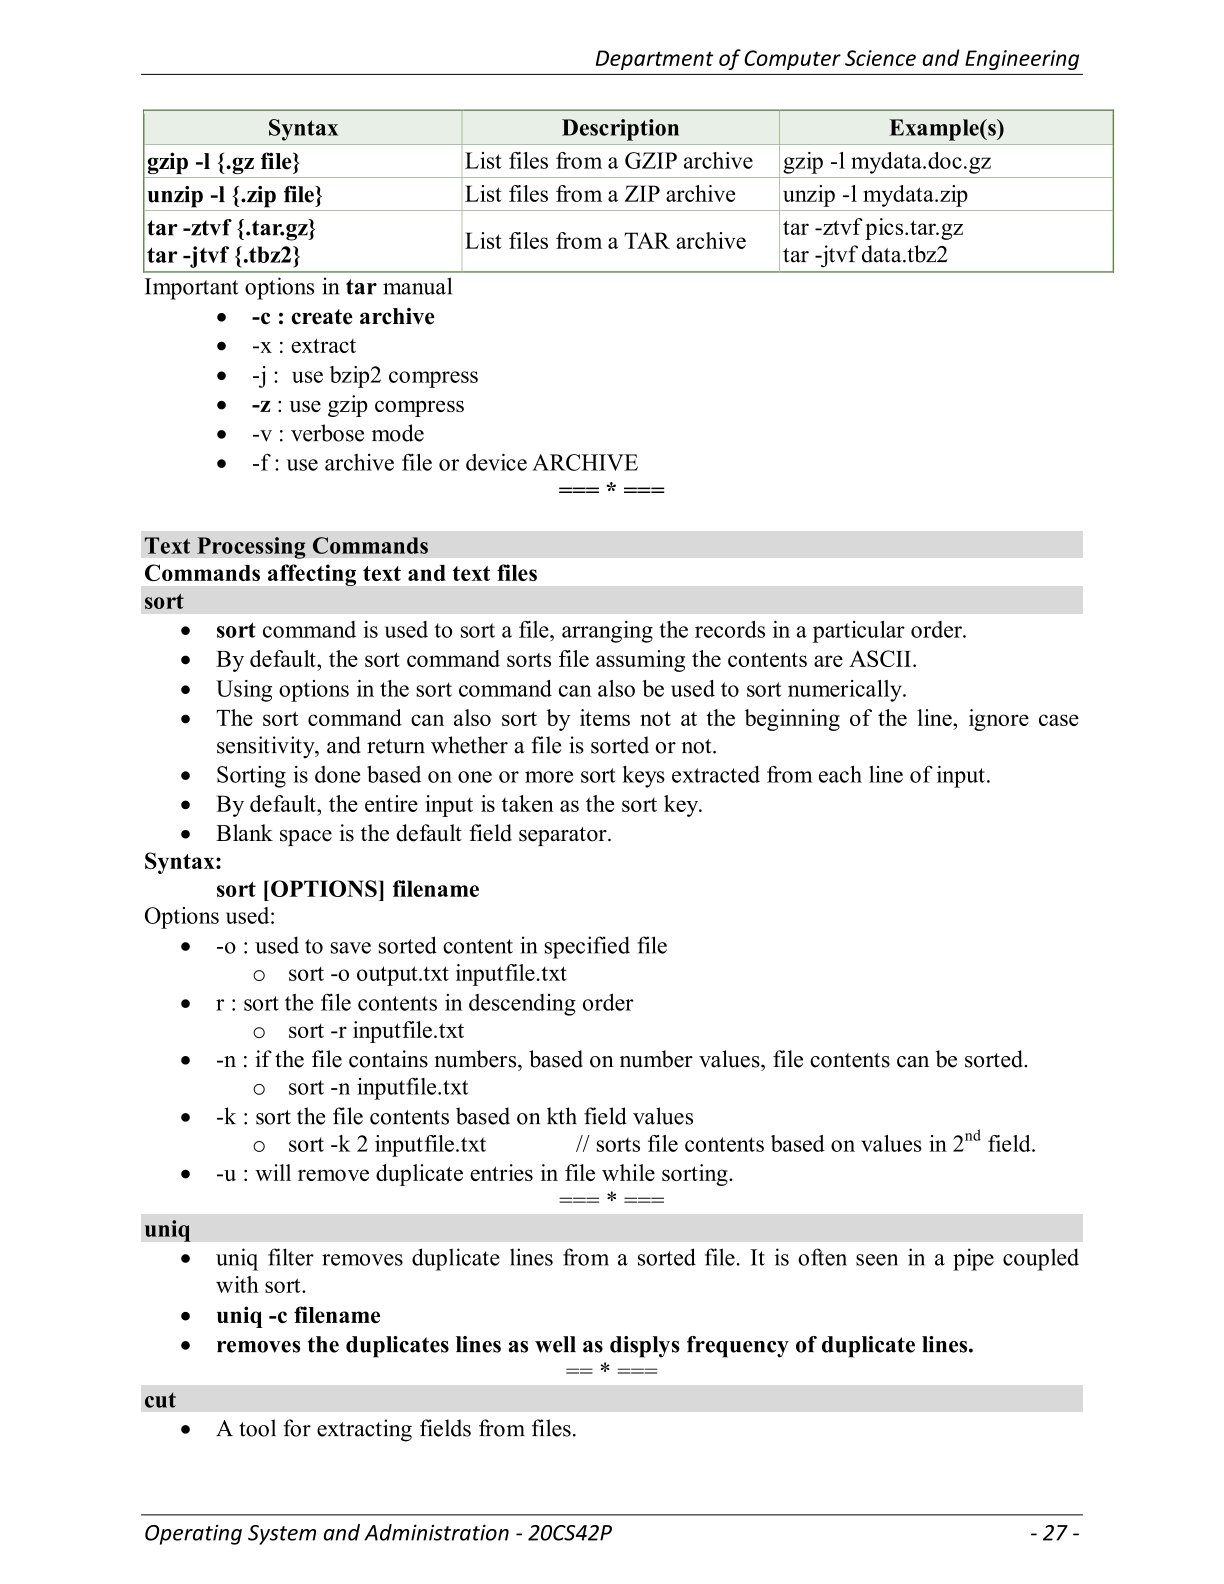 Department of Computer Science and Engineering
Syntax Description Example(s)
gzip -l {.gz file} List files from a GZIP archive gzip -l mydata.doc.gz
unzip -l {.zip file} List files from a ZIP archive unzip -l mydata.zip
tar -ztvf {.tar.gz}
tar -jtvf {.tbz2}
List files from a TAR archive
tar -ztvf pics.tar.gz
tar -jtvf data.tbz2
Important options in tar manual
• -c : create archive
• -x : extract
• -j :  use bzip2 compress
• -z : use gzip compress
• -v : verbose mode
• -f : use archive file or device ARCHIVE
=== * ===
Text Processing Commands
Commands affecting text and text files
sort
• sort command is used to sort a file, arranging the records in a particular order.
• By default, the sort command sorts file assuming the contents are ASCII.
• Using options in the sort command can also be used to sort numerically.
• The sort command can also sort by items not at the beginning of the line, ignore case
sensitivity, and return whether a file is sorted or not.
• Sorting is done based on one or more sort keys extracted from each line of input.
• By default, the entire input is taken as the sort key.
• Blank space is the default field separator.
Syntax:
sort [OPTIONS] filename
Options used:
• -o : used to save sorted content in specified file
o sort -o output.txt inputfile.txt
• r : sort the file contents in descending order
o sort -r inputfile.txt
• -n : if the file contains numbers, based on number values, file contents can be sorted.
o sort -n inputfile.txt
• -k : sort the file contents based on kth field values
o sort -k 2 inputfile.txt // sorts file contents based on values in 2nd field.
• -u : will remove duplicate entries in file while sorting.
=== * ===
uniq
• uniq filter removes duplicate lines from a sorted file. It is often seen in a pipe coupled
with sort.
• uniq -c filename
• removes the duplicates lines as well as displys frequency of duplicate lines.
== * ===
cut
• A tool for extracting fields from files.
Operating System and Administration - 20CS42P - 27 -